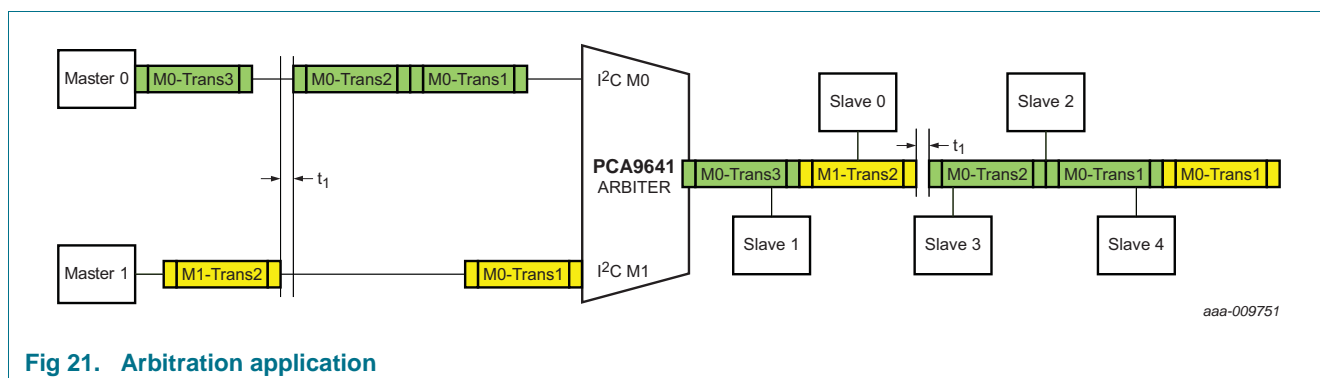 Master 0
M0-Trans3
M0-Trans2
M0-Trans1
t1
Master 1
M1-Trans2
M0-Trans1
I2C M0
PCA9641
ARBITER
I2C M1
Slave 0
Slave 2
t1
M0-Trans3
M1-Trans2
M0-Trans2
M0-Trans1
M0-Trans1
Slave 1
Slave 3
Slave 4
aaa-009751
Fig 21. Arbitration application